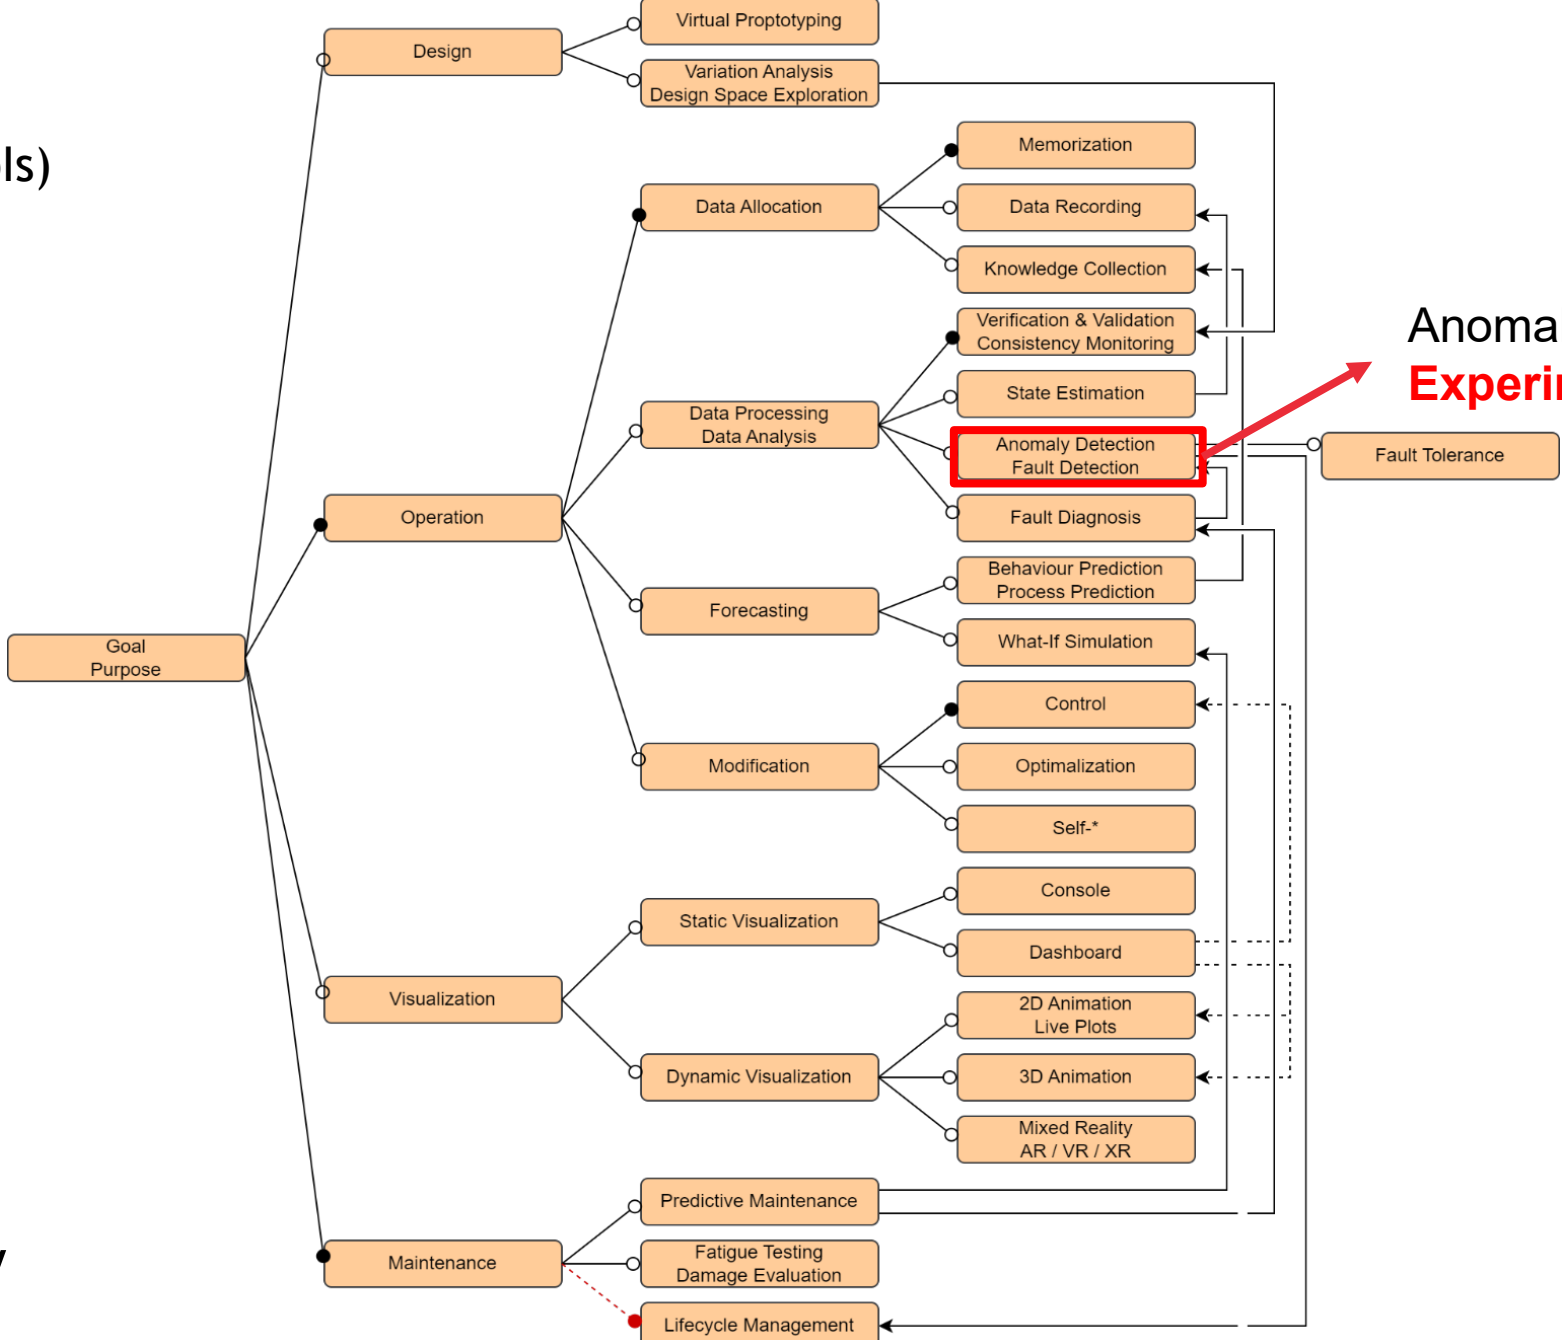 Virtual Proptotyping
Design
Variation Analysis
Design Space Exploration
ls)
Memorization
Data Allocation
Data Recording
Knowledge Collection
Verification & Validation
Consistency Monitoring
State Estimation
Data Processing
Data Analysis
Anomaly Detection
Fault Detection
Fault Tolerance
Fault Diagnosis
Operation
Behaviour Prediction
Process Prediction
Forecasting
What-If Simulation
Goal
Purpose
Control
Modification
Optimalization
Self-*
Console
Static Visualization
Dashboard
Visualization
2D Animation
Live Plots
Dynamic Visualization
3D Animation
Mixed Reality
AR / VR / XR
Predictive Maintenance
Maintenance
Fatigue Testing
Damage Evaluation
Lifecycle Management